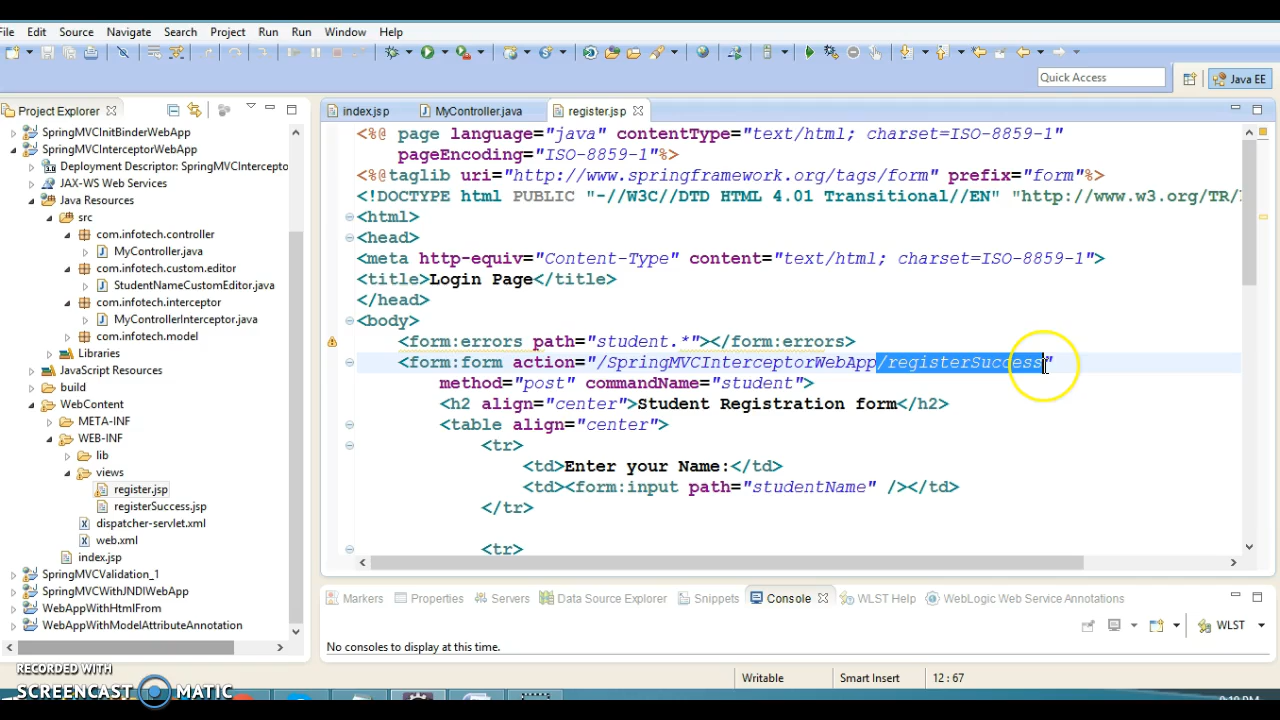 File Edit Source Navigate Search Project Run Run Window Help
Quick Access
Java EE
Project Explorer
SpringMVCInitBinderWebApp
SpringMVCInterceptorWebApp
Deployment Descriptor: SpringMVCIntercepto
JAX-WS Web Services
Java Resources
src
com.infotech.controller
MyController.java
com.infotech.custom.editor
StudentNameCustomEditor.java
com.infotech.interceptor
MyControllerInterceptor.java
com.infotech.model
Libraries
JavaScript Resources
build
WebContent
META-INF
WEB-INF
lib
views
register.jsp
registerSuccess.jsp
dispatcher-servlet.xml
web.xml
index.jsp
SpringMVCValidation_1
SpringMVCWithJNDIWebApp
WebAppWithHtmlFrom
WebAppWithModelAttributeAnnotation
index.jsp MyController.java register.jsp
<%@ page language="java" contentType="text/html; charset=ISO-8859-1"
pageEncoding="ISO-8859-1"%>
<%@taglib uri="http://www.springframework.org/tags/form" prefix="form"%>
<!DOCTYPE html PUBLIC "-//W3C//DTD HTML 4.01 Transitional//EN" "http://www.w3.org/TR/
<html>
<head>
<meta http-equiv="Content-Type" content="text/html; charset=ISO-8859-1">
<title>Login Page</title>
</head>
<body>
<form:errors path="student.*"></form:errors>
<form:form action="/SpringMVCInterceptorWebApp/registerSuccess"
method="post" commandName="student">
<h2 align="center">Student Registration form</h2>
<table align="center">
<tr>
<td>Enter your Name:</td>
<td><form:input path="studentName" /></td>
</tr>
<tr>
Markers Properties Servers Data Source Explorer Snippets Console WLST Help WebLogic Web Service Annotations
WLST
No consoles to display at this time.
Writable Smart Insert 12 : 67
RECORDED WITH
SCREENCAST MATIC